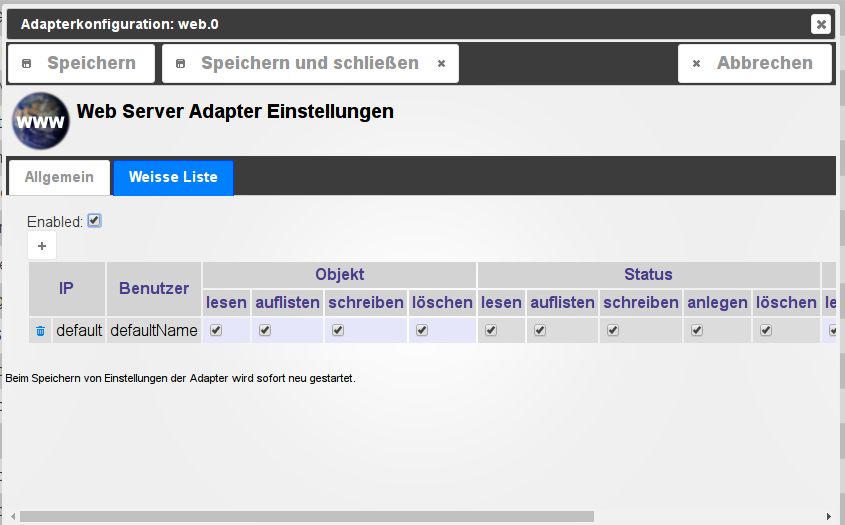 Adapterkonfiguration: web.0
Speichern Speichern und schließen Abbrechen
www Web Server Adapter Einstellungen
Allgemein Weisse Liste
Enabled:
+
IP Benutzer Objekt Status
lesen auflisten schreiben löschen lesen auflisten schreiben anlegen löschen le
default defaultName
Beim Speichern von Einstellungen der Adapter wird sofort neu gestartet.